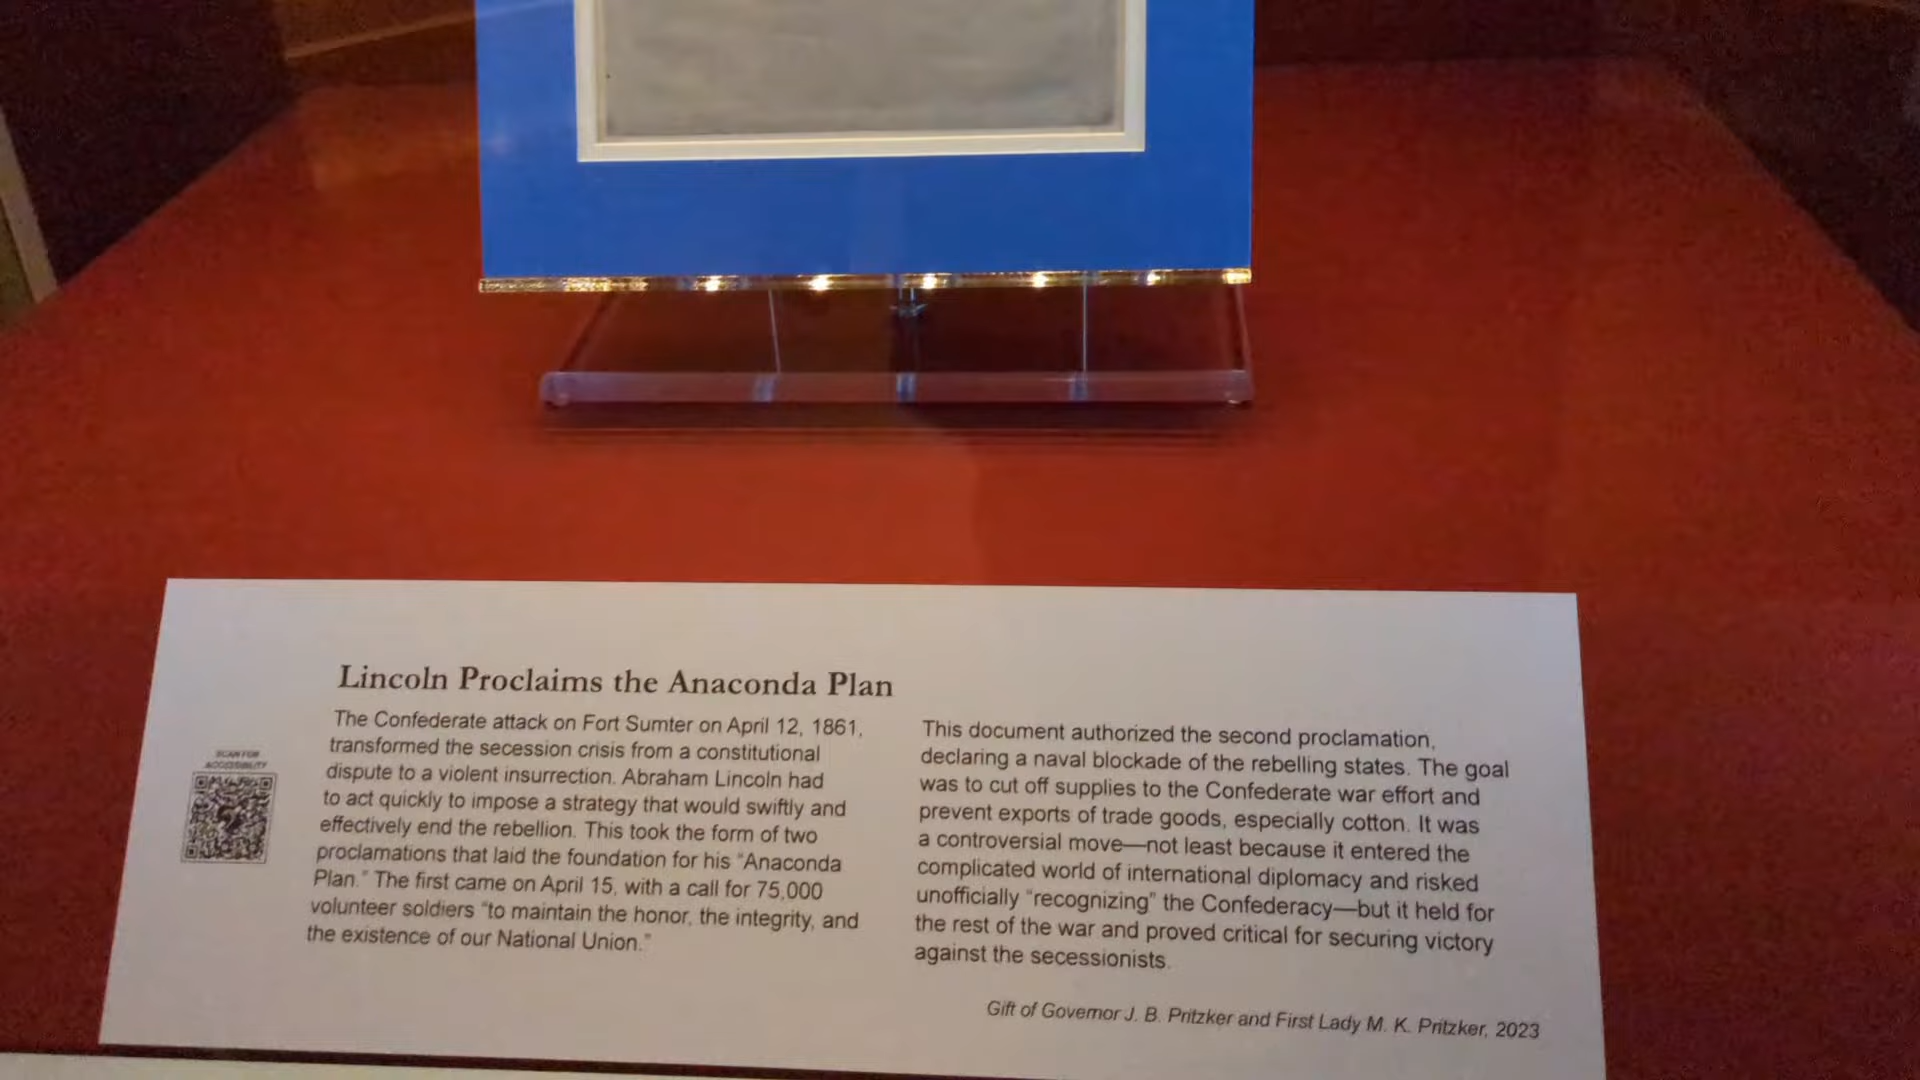 Lincoln Proclaims the Anaconda Plan
SCAN FOR
ACCESSIBILITY
The Confederate attack on Fort Sumter on April 12, 1861,
transformed the secession crisis from a constitutional
dispute to a violent insurrection. Abraham Lincoln had
to act quickly to impose a strategy that would swiftly and
effectively end the rebellion. This took the form of two
proclamations that laid the foundation for his "Anaconda
Plan." The first came on April 15, with a call for 75,000
volunteer soldiers "to maintain the honor, the integrity, and
the existence of our National Union."
This document authorized the second proclamation,
declaring a naval blockade of the rebelling states. The goal
was to cut off supplies to the Confederate war effort and
prevent exports of trade goods, especially cotton. It was
a controversial move—not least because it entered the
complicated world of international diplomacy and risked
unofficially "recognizing" the Confederacy—but it held for
the rest of the war and proved critical for securing victory
against the secessionists.
Gift of Governor J. B. Pritzker and First Lady M. K. Pritzker, 2023